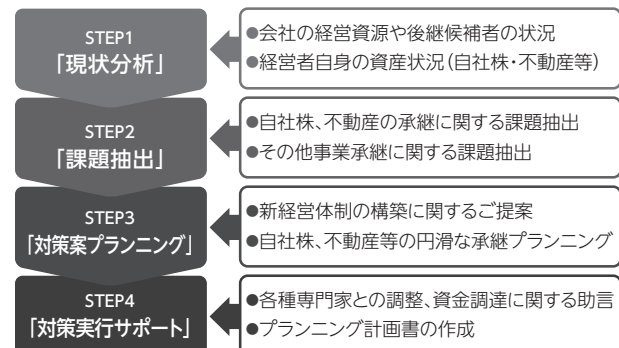 STEP1
「現状分析」
●会社の経営資源や後継候補者の状況
●経営者自身の資産状況(自社株・不動産等)
STEP2
「課題抽出」
●自社株、不動産の承継に関する課題抽出
●その他事業承継に関する課題抽出
STEP3
「対策案プランニング」
●新経営体制の構築に関するご提案
●自社株、不動産等の円滑な承継プランニング
STEP4
「対策実行サポート」
●各種専門家との調整、資金調達に関する助言
●プランニング計画書の作成